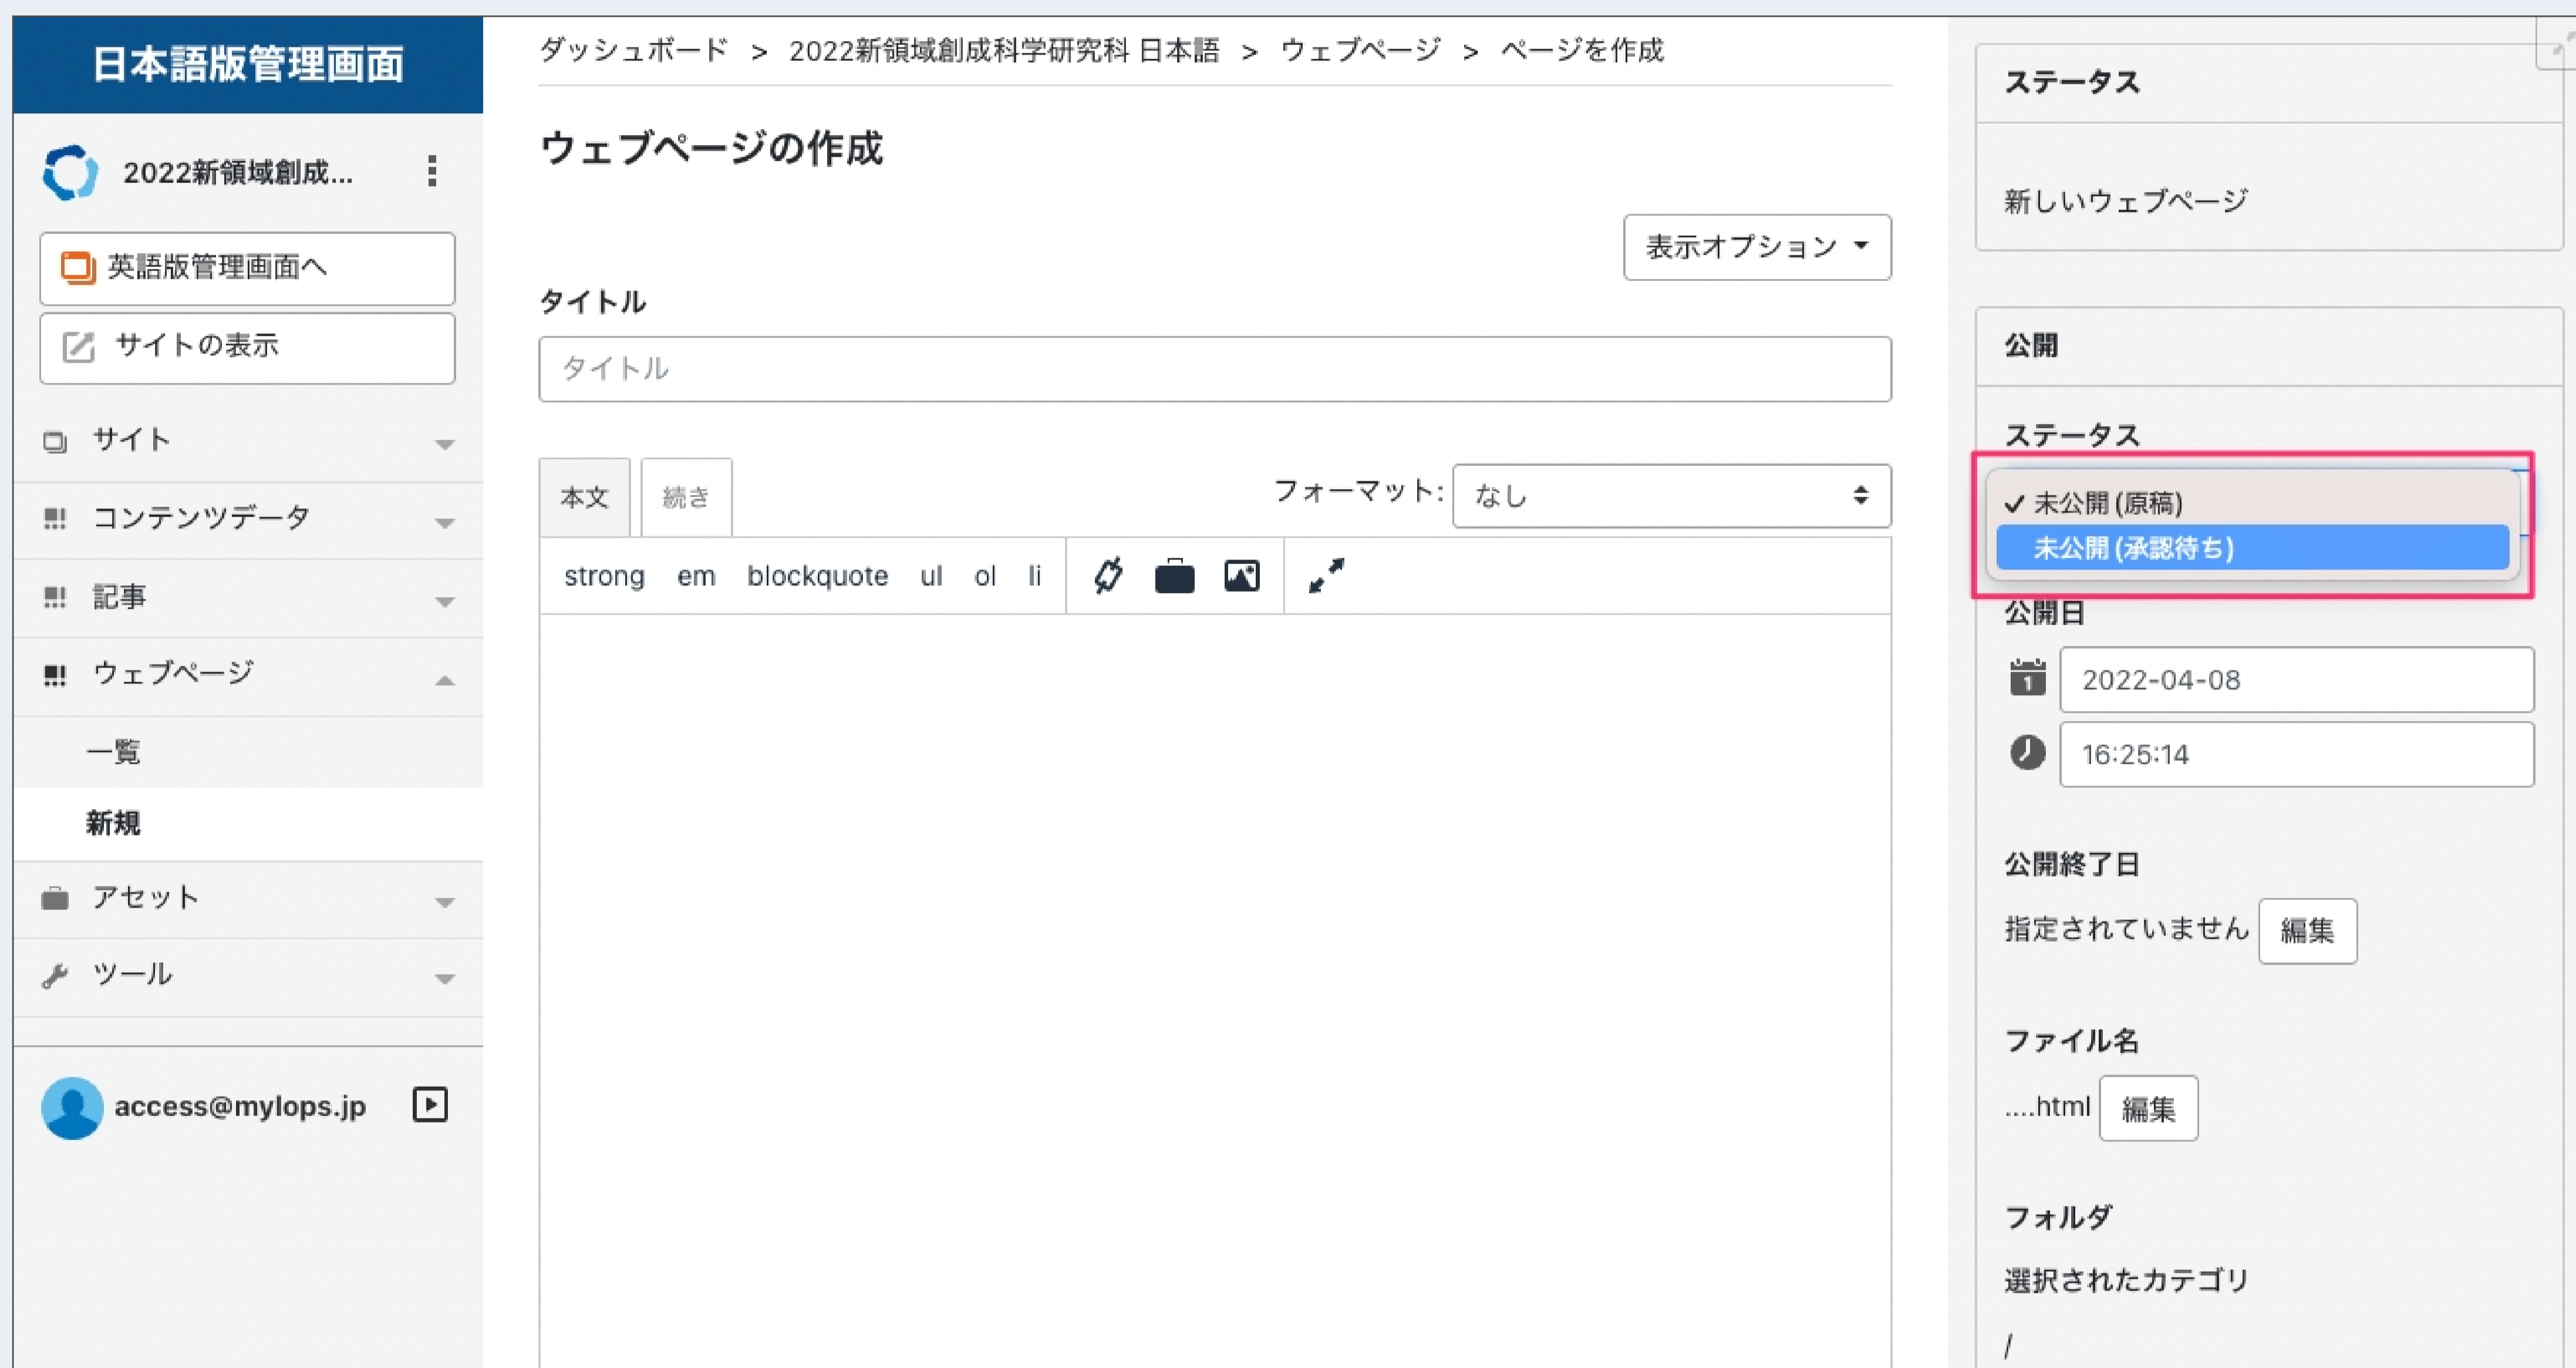 日本語版管理画面
2022新領域創成...
英語版管理画面へ
サイトの表示
サイト
コンテンツデータ
記事
ウェブページ
一覧
新規
アセット
ツール
access@mylops.jp
ダッシュボード > 2022新領域創成科学研究科 日本語 > ウェブページ > ページを作成
ウェブページの作成
表示オプション
タイトル
タイトル
本文 続き フォーマット: なし
strong em blockquote ul ol li
ステータス
新しいウェブページ
公開
ステータス
✓ 未公開 (原稿)
未公開 (承認待ち)
公開日
1 2022-04-08
16:25:14
公開終了日
指定されていません 編集
ファイル名
....html 編集
フォルダ
選択されたカテゴリ
/